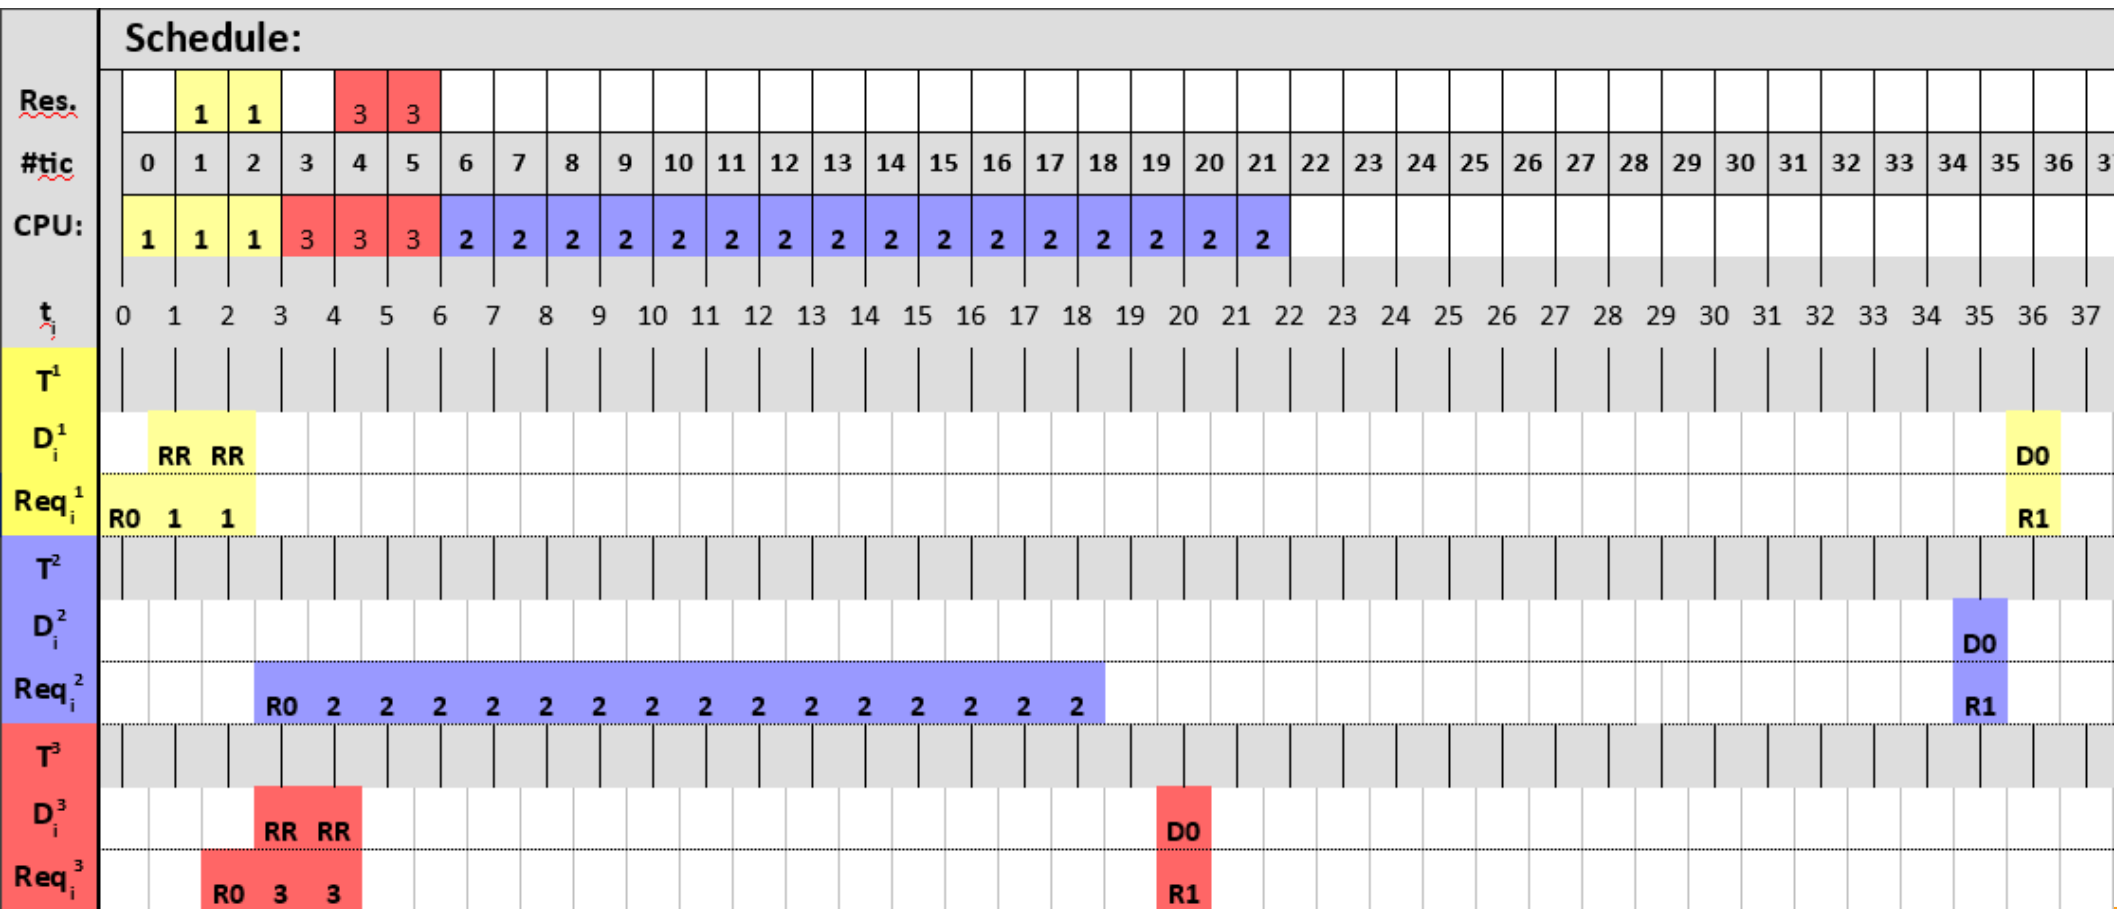 Schedule:
Res. 1 1 3 3
#tic 0 1 2 3 4 5 6 7 8 9 10 11 12 13 14 15 16 17 18 19 20 21 22 23 24 25 26 27 28 29 30 31 32 33 34 35 36
CPU: 1 1 1 3 3 3 2 2 2 2 2 2 2 2 2 2 2 2 2 2 2 2
ti 0 1 2 3 4 5 6 7 8 9 10 11 12 13 14 15 16 17 18 19 20 21 22 23 24 25 26 27 28 29 30 31 32 33 34 35 36 37
T1
Di1 RR RR D0
Reqi1 R0 1 1 R1
T2
Di2 D0
Reqi2 R0 2 2 2 2 2 2 2 2 2 2 2 2 2 2 2 R1
T3
Di3 RR RR D0
Reqi3 R0 3 3 R1